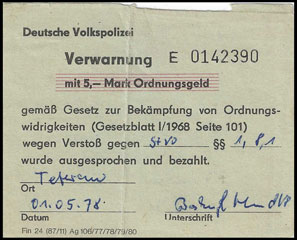 Deutsche Volkspolizei
Verwarnung E 0142390
mit 5,— Mark Ordnungsgeld
gemäß Gesetz zur Bekämpfung von Ordnungs-
widrigkeiten (Gesetzblatt I/1968 Seite 101)
wegen Verstoß gegen StVO §§ 1, 8,1
wurde ausgesprochen und bezahlt.
Teterow
Ort
01.05.78
Datum Unterschrift
Fin 24 (87/11) Ag 106/77/78/79/80